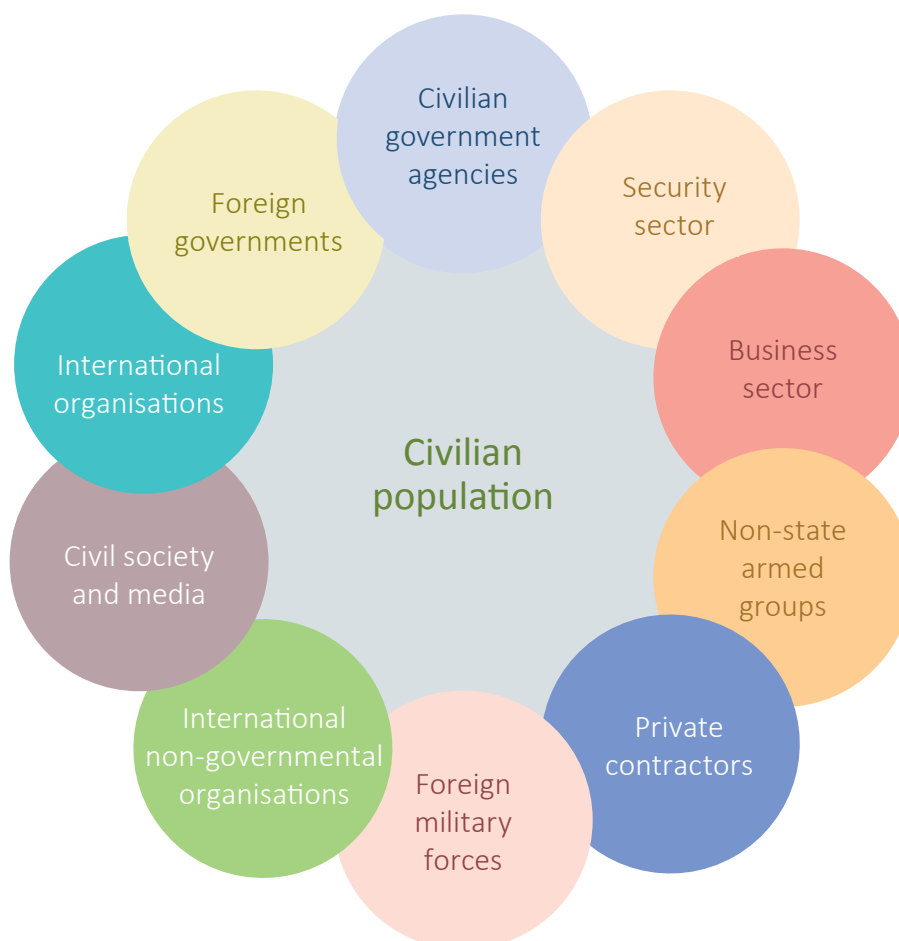 Civilian
government
agencies
Security
sector
Business
sector
Non-state
armed
groups
Private
contractors
Foreign
military
forces
International
non-governmental
organisations
Civil society
and media
International
organisations
Foreign
governments
Civilian
population